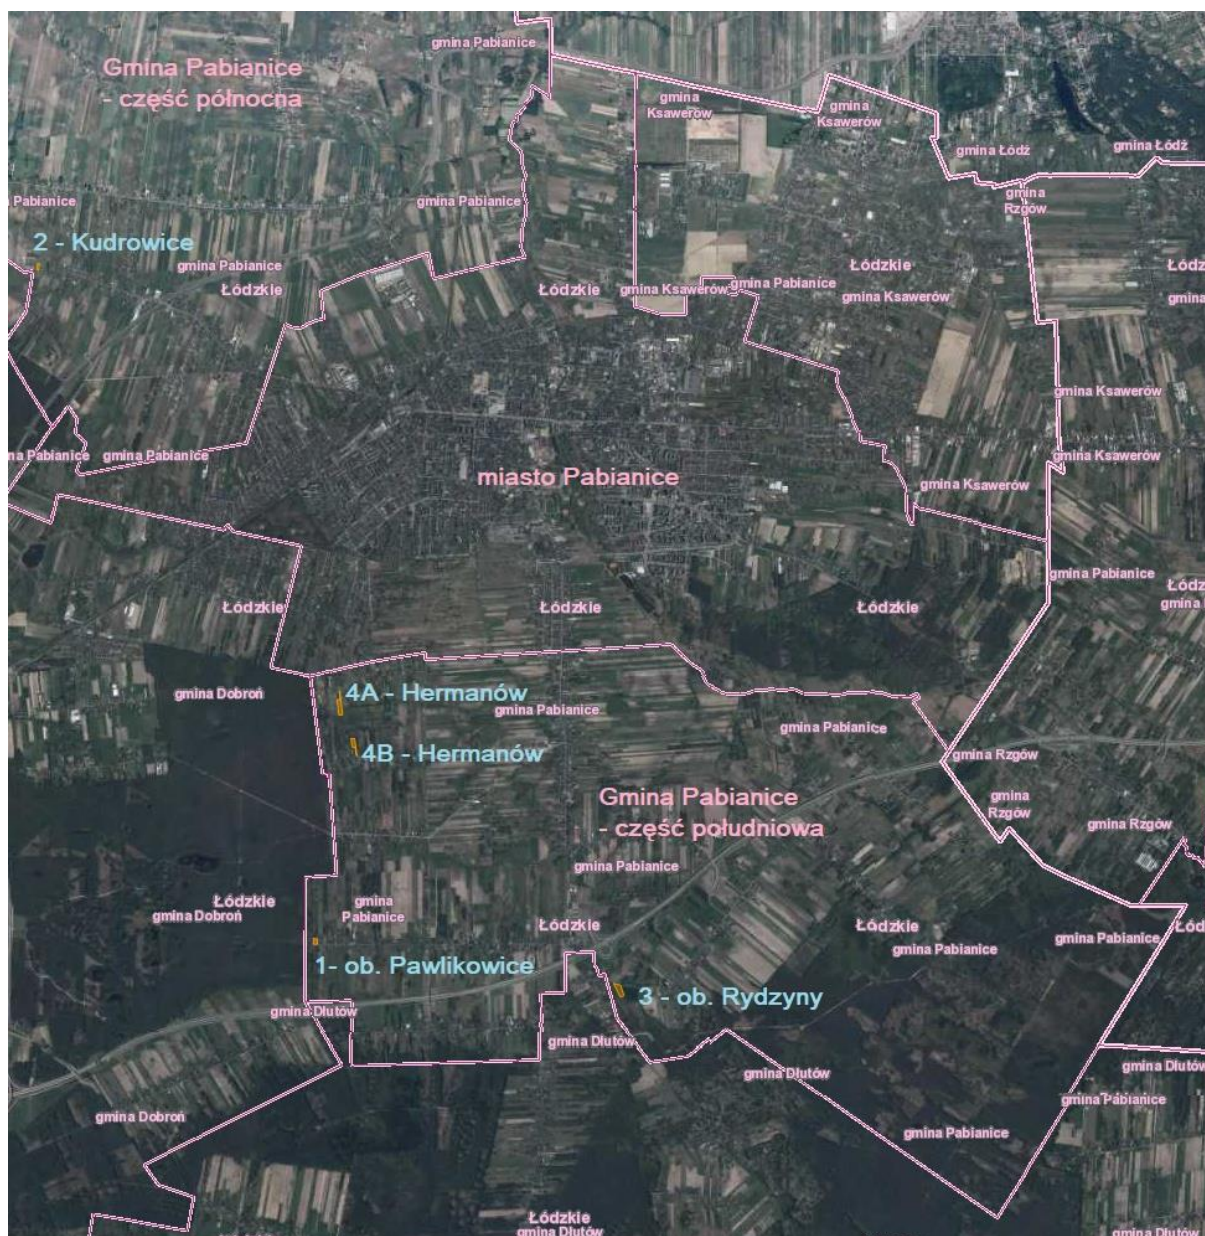 gmina Pabianice
Gmina Pabianice
- część północna
gmina
Ksawerów
gmina
Ksawerów
gmina Łódź
gmina Łódź
gmina
Rzgów
Pabianice
gmina Pabianice
2 - Kudrowice
gmina Pabianice
Łódzkie
Łódzkie
gmina Ksawerów
gmina Pabianice
Łódzkie
gmina Ksawerów
gmina Ksawerów
Pabianice
gmina Pabianice
gmina Ksawerów
miasto Pabianice
gmina Ksawerów
gmina Pabianice
Łódzkie
Łódzkie
Łódzkie
gmina Dobroń
4A - Hermanów
gmina Pabianice
gmina Pabianice
4B - Hermanów
gmina Rzgów
Gmina Pabianice
- część południowa
gmina
Rzgów
gmina Rzgów
gmina Pabianice
Łódzkie
gmina Dobroń
gmina
Pabianice
Łódzkie
Łódzkie
gmina Pabianice
gmina Pabianice
1- ob. Pawlikowice
3 - ob. Rydzyny
gmina Dłutów
gmina Dłutów
gmina Dłutów
gmina Dłutów
gmina Pabianice
gmina Dobroń
gmina Pabianice
Łódzkie
gmina Dłutów
gmina Dłutów